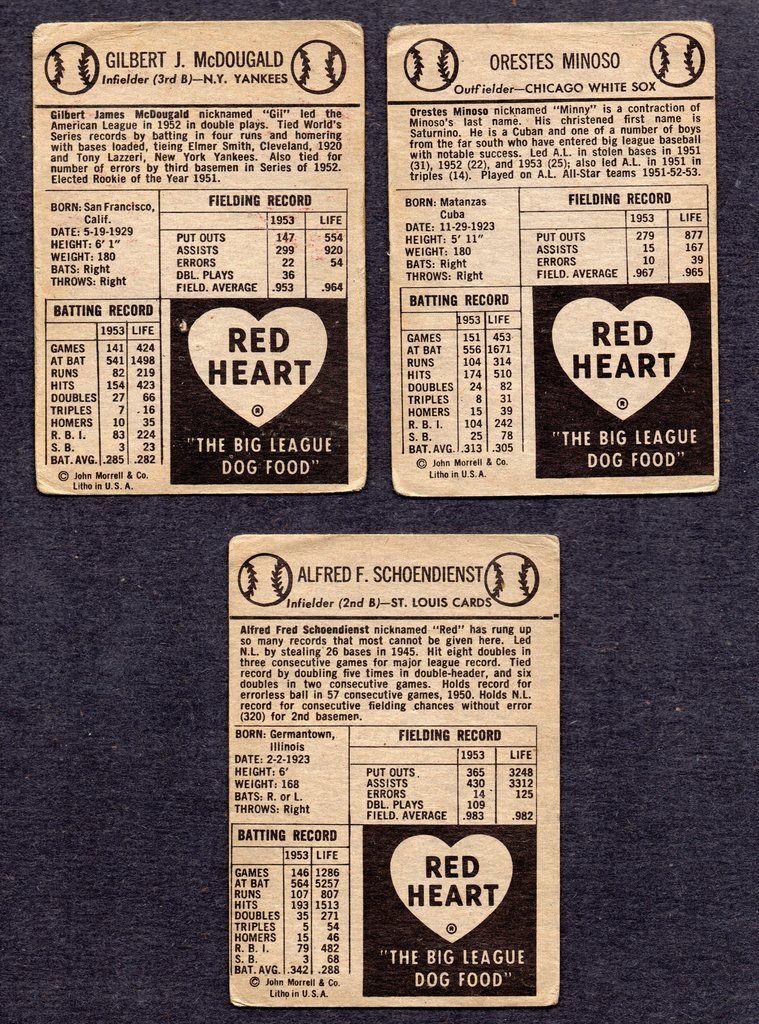 GILBERT J. McDOUGALD
Infielder (3rd B)—N.Y. YANKEES
Gilbert James McDougald nicknamed "Gil" led the
American League in 1952 in double plays. Tied World's
Series records by batting in four runs and homering
with bases loaded, tieing Elmer Smith, Cleveland, 1920
and Tony Lazzeri, New York Yankees. Also tied for
number of errors by third basemen in Series of 1952.
Elected Rookie of the Year 1951.
BORN: San Francisco,
Calif.
DATE: 5-19-1929
HEIGHT: 6' 1"
WEIGHT: 180
BATS: Right
THROWS: Right
FIELDING RECORD
1953 LIFE
PUT OUTS 147 554
ASSISTS 299 920
ERRORS 22 54
DBL. PLAYS 36
FIELD. AVERAGE .953 .964
BATTING RECORD
1953 LIFE
GAMES 141 424
AT BAT 541 1498
RUNS 82 219
HITS 154 423
DOUBLES 27 66
TRIPLES 7 16
HOMERS 10 35
R. B. I. 83 224
S. B. 3 23
BAT. AVG. .285 .282
© John Morrell & Co.
Litho in U.S.A.
RED
HEART
®
"THE BIG LEAGUE
DOG FOOD"
ORESTES MINOSO
Outfielder—CHICAGO WHITE SOX
Orestes Minoso nicknamed "Minny" is a contraction of
Minoso's last name. His christened first name is
Saturnino. He is a Cuban and one of a number of boys
from the far south who have entered big league baseball
with notable success. Led A.L. in stolen bases in 1951
(31), 1952 (22), and 1953 (25); also led A.L. in 1951 in
triples (14). Played on A.L. All-Star teams 1951-52-53.
BORN: Matanzas
Cuba
DATE: 11-29-1923
HEIGHT: 5' 11"
WEIGHT: 180
BATS: Right
THROWS: Right
FIELDING RECORD
1953 LIFE
PUT OUTS 279 877
ASSISTS 15 167
ERRORS 10 39
FIELD. AVERAGE .967 .965
BATTING RECORD
1953 LIFE
GAMES 151 453
AT BAT 556 1671
RUNS 104 314
HITS 174 510
DOUBLES 24 82
TRIPLES 8 31
HOMERS 15 39
R. B. I. 104 242
S. B. 25 78
BAT. AVG. .313 .305
© John Morrell & Co.
Litho in U.S.A.
RED
HEART
®
"THE BIG LEAGUE
DOG FOOD"
ALFRED F. SCHOENDIENST
Infielder (2nd B)—ST. LOUIS CARDS
Alfred Fred Schoendienst nicknamed "Red" has rung up
so many records that most cannot be given here. Led
N.L. by stealing 26 bases in 1945. Hit eight doubles in
three consecutive games for major league record. Tied
record by doubling five times in double-header, and six
doubles in two consecutive games. Holds record for
errorless ball in 57 consecutive games, 1950. Holds N.L.
record for consecutive fielding chances without error
(320) for 2nd basemen.
BORN: Germantown,
Illinois
DATE: 2-2-1923
HEIGHT: 6'
WEIGHT: 168
BATS: R. or L.
THROWS: Right
FIELDING RECORD
1953 LIFE
PUT OUTS 365 3248
ASSISTS 430 3312
ERRORS 14 125
DBL. PLAYS 109
FIELD. AVERAGE .983 .982
BATTING RECORD
1953 LIFE
GAMES 146 1286
AT BAT 564 5257
RUNS 107 807
HITS 193 1513
DOUBLES 35 271
TRIPLES 5 54
HOMERS 15 46
R. B. I. 79 482
S. B. 3 68
BAT. AVG. .342 .288
© John Morrell & Co.
Litho in U.S.A.
RED
HEART
®
"THE BIG LEAGUE
DOG FOOD"